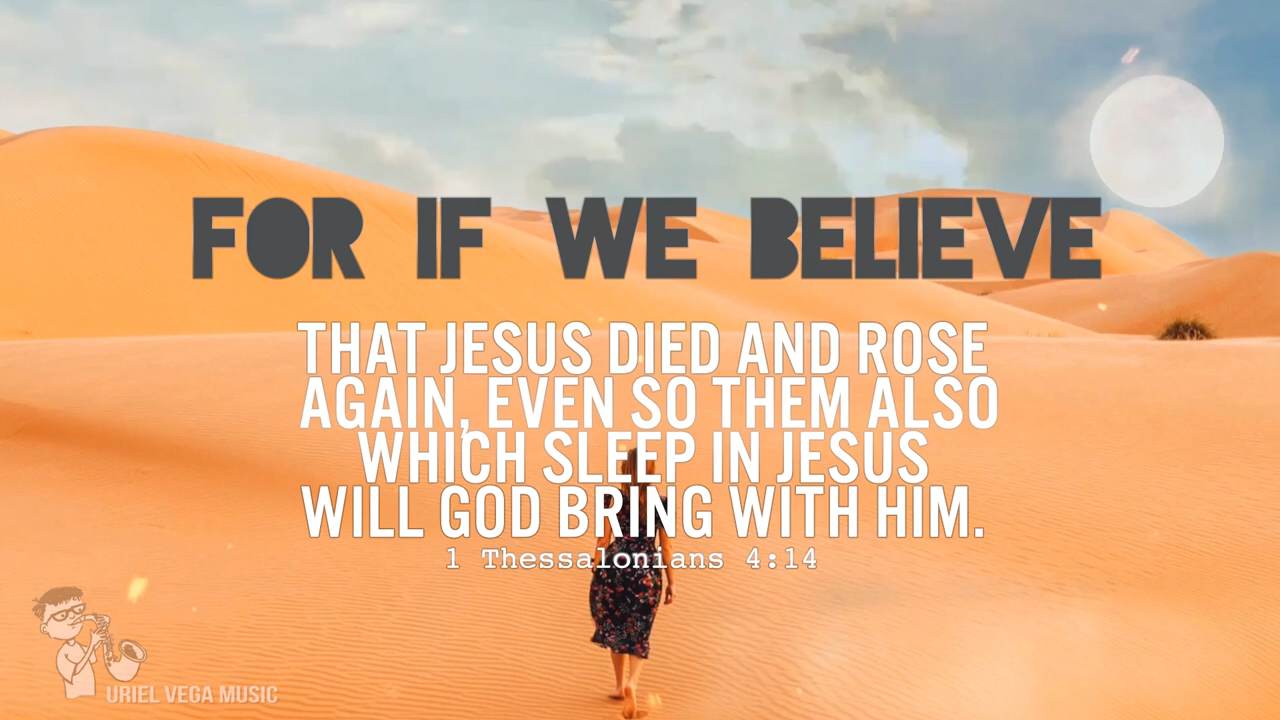 FOR IF WE BELIEVE
THAT JESUS DIED AND ROSE
AGAIN, EVEN SO THEM ALSO
WHICH SLEEP IN JESUS
WILL GOD BRING WITH HIM.
1 Thessalonians 4:14
URIEL VEGA MUSIC